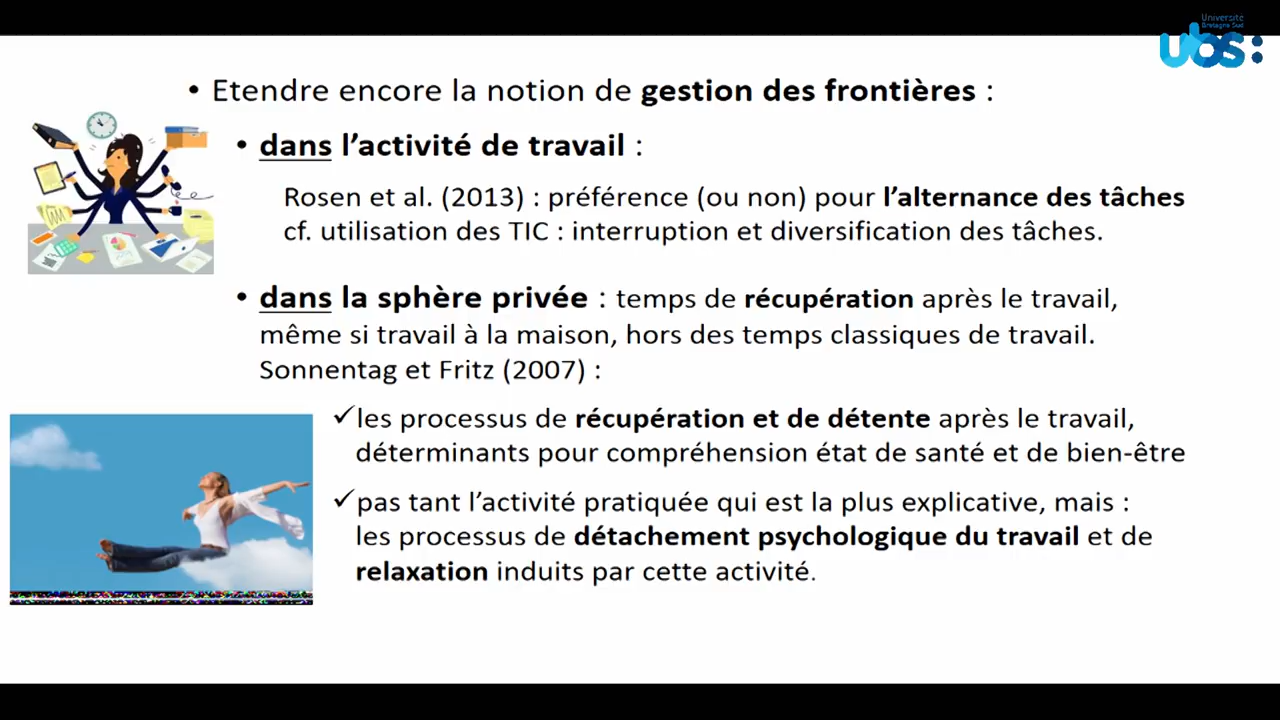 Université
Bretagne Sud
ubs:
• Etendre encore la notion de gestion des frontières :
• dans l’activité de travail :
Rosen et al. (2013) : préférence (ou non) pour l’alternance des tâches
cf. utilisation des TIC : interruption et diversification des tâches.
• dans la sphère privée : temps de récupération après le travail,
même si travail à la maison, hors des temps classiques de travail.
Sonnentag et Fritz (2007) :
✓les processus de récupération et de détente après le travail,
déterminants pour compréhension état de santé et de bien-être
✓pas tant l’activité pratiquée qui est la plus explicative, mais :
les processus de détachement psychologique du travail et de
relaxation induits par cette activité.